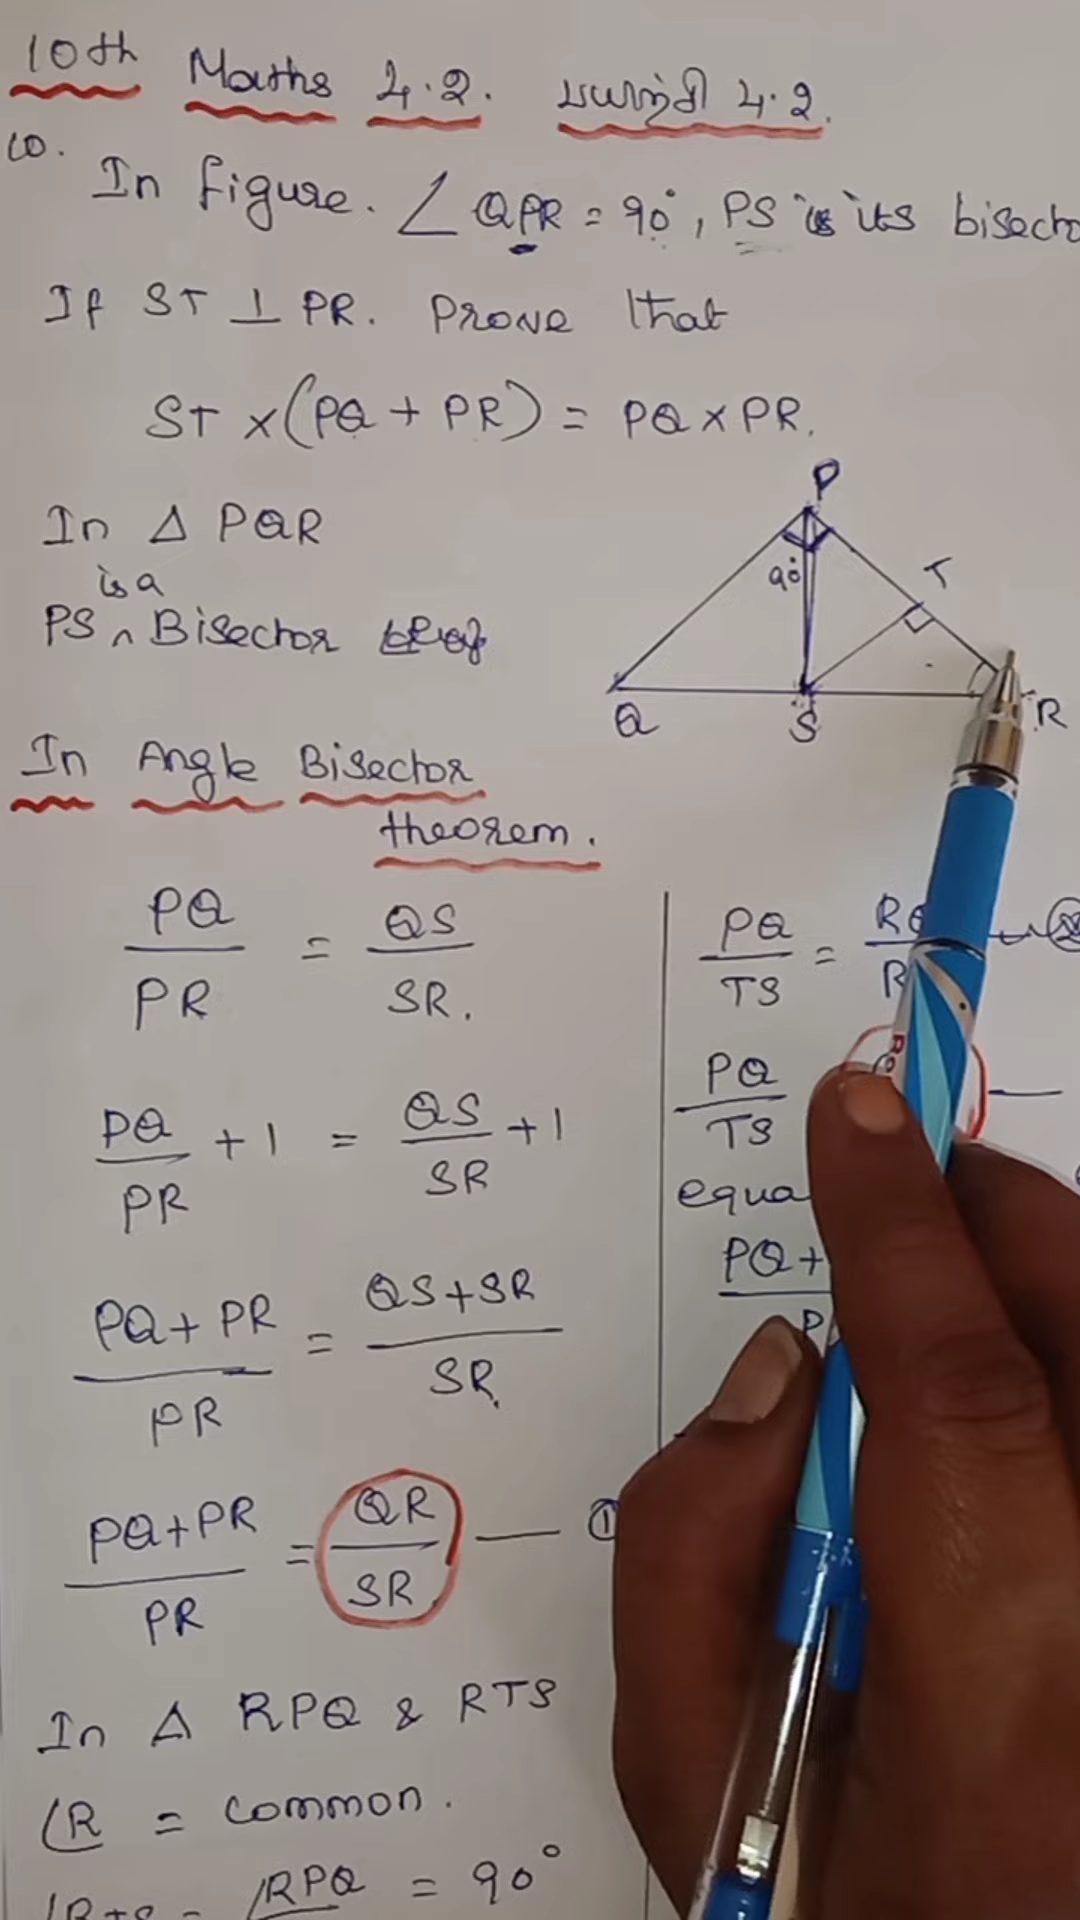 10th Maths 4.2. பயிற்சி 4.2.
10.
In figure. ∠QPR = 90°, PS is its
If ST ⊥ PR. Prove that
ST × (PQ + PR) = PQ × PR.
In Δ PQR
is a
PS ^ Bisector of
P
90°
T
Q
S
R
In Angle Bisector
theorem.
PQ/PR = QS/SR.
PQ/PR + 1 = QS/SR + 1
PQ + PR/PR = QS + SR/SR
PQ + PR/PR = QR/SR — ①
In Δ RPQ & RTS
∠R = common.
∠RTS = ∠RPQ = 90°
PQ/TS =
PQ/TS
PQ +